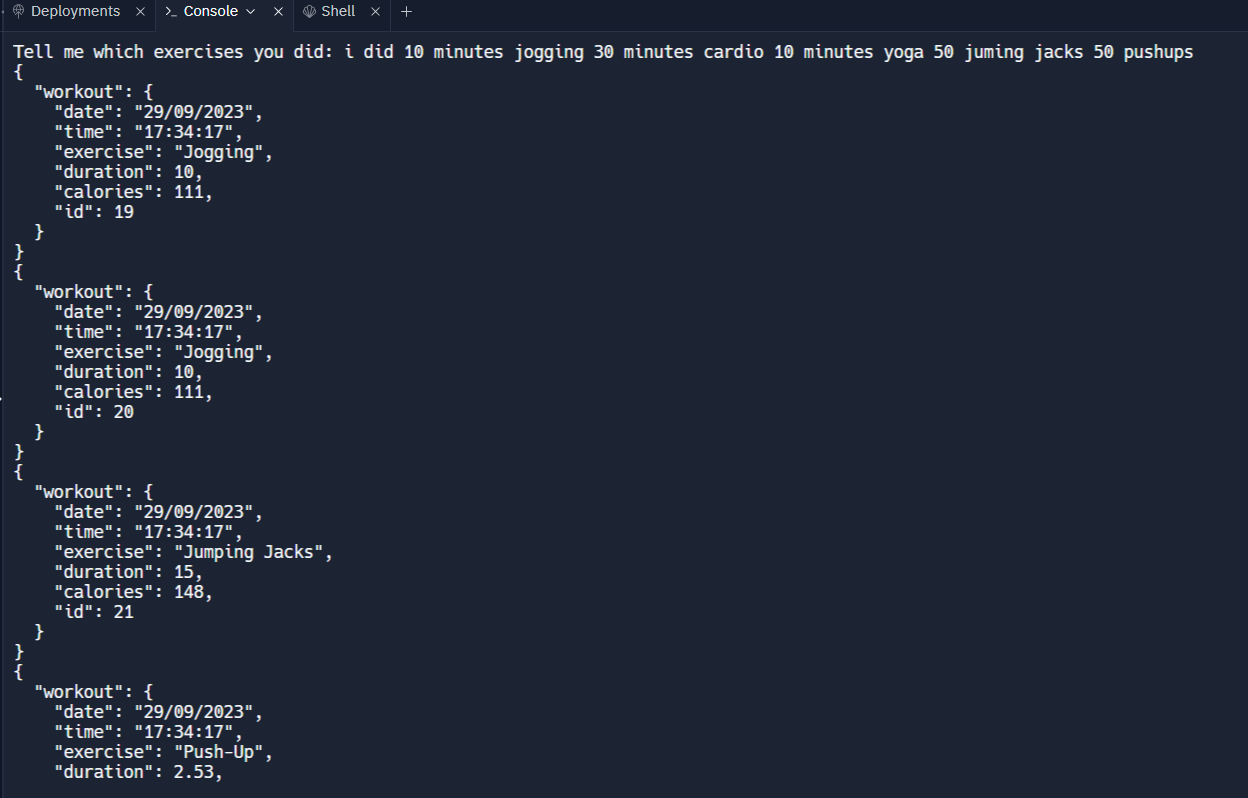 Deployments Console Shell
Tell me which exercises you did: i did 10 minutes jogging 30 minutes cardio 10 minutes yoga 50 juming jacks 50 pushups
{
  "workout": {
    "date": "29/09/2023",
    "time": "17:34:17",
    "exercise": "Jogging",
    "duration": 10,
    "calories": 111,
    "id": 19
  }
}
{
  "workout": {
    "date": "29/09/2023",
    "time": "17:34:17",
    "exercise": "Jogging",
    "duration": 10,
    "calories": 111,
    "id": 20
  }
}
{
  "workout": {
    "date": "29/09/2023",
    "time": "17:34:17",
    "exercise": "Jumping Jacks",
    "duration": 15,
    "calories": 148,
    "id": 21
  }
}
{
  "workout": {
    "date": "29/09/2023",
    "time": "17:34:17",
    "exercise": "Push-Up",
    "duration": 2.53,